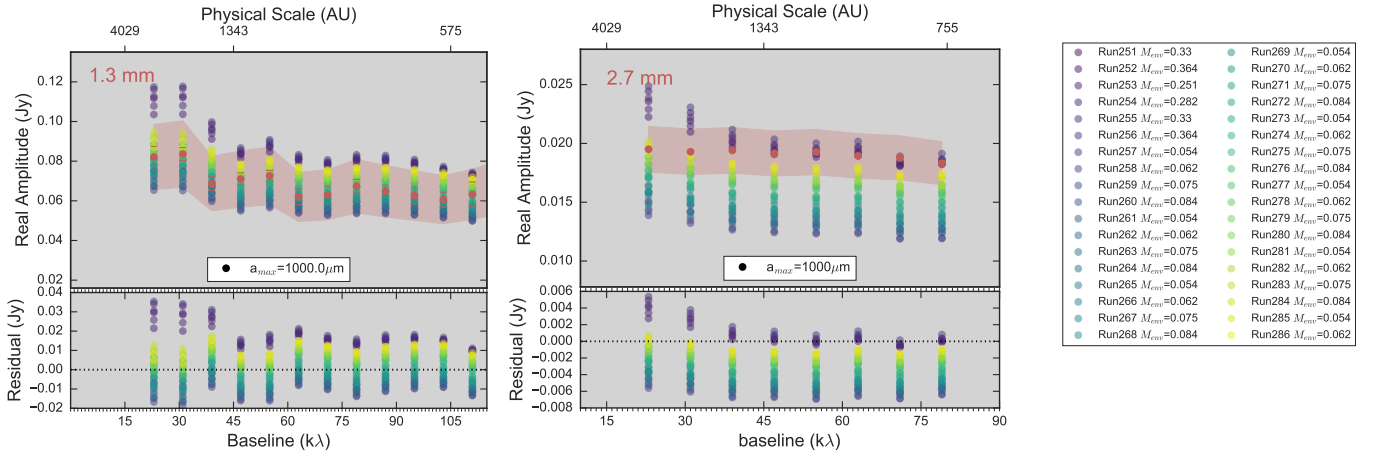 Physical Scale (AU)
4029 1343 575
1.3 mm
Real Amplitude (Jy)
0.12
0.10
0.08
0.06
0.04
0.02
a_max=1000.0μm
Residual (Jy)
0.04
0.03
0.02
0.01
0.00
−0.01
−0.02
15 30 45 60 75 90 105
Baseline (kλ)
Physical Scale (AU)
4029 1343 755
2.7 mm
Real Amplitude (Jy)
0.025
0.020
0.015
0.010
a_max=1000μm
Residual (Jy)
0.006
0.004
0.002
0.000
−0.002
−0.004
−0.006
−0.008
15 30 45 60 75 90
baseline (kλ)
Run251 M_env=0.33
Run252 M_env=0.364
Run253 M_env=0.251
Run254 M_env=0.282
Run255 M_env=0.33
Run256 M_env=0.364
Run257 M_env=0.054
Run258 M_env=0.062
Run259 M_env=0.075
Run260 M_env=0.084
Run261 M_env=0.054
Run262 M_env=0.062
Run263 M_env=0.075
Run264 M_env=0.084
Run265 M_env=0.054
Run266 M_env=0.062
Run267 M_env=0.075
Run268 M_env=0.084
Run269 M_env=0.054
Run270 M_env=0.062
Run271 M_env=0.075
Run272 M_env=0.084
Run273 M_env=0.054
Run274 M_env=0.062
Run275 M_env=0.075
Run276 M_env=0.084
Run277 M_env=0.054
Run278 M_env=0.062
Run279 M_env=0.075
Run280 M_env=0.084
Run281 M_env=0.054
Run282 M_env=0.062
Run283 M_env=0.075
Run284 M_env=0.084
Run285 M_env=0.054
Run286 M_env=0.062